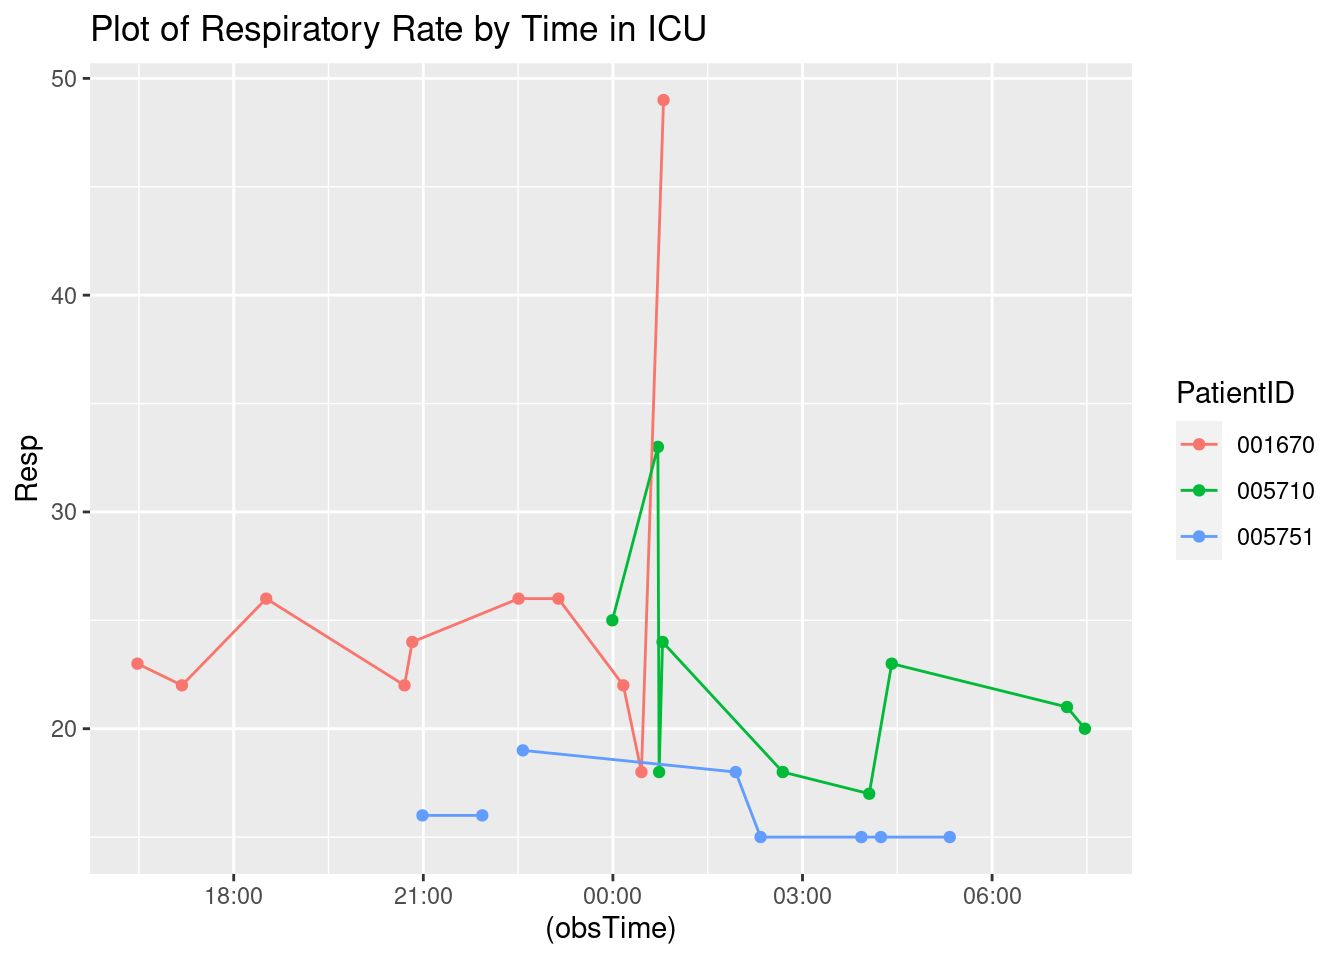 Plot of Respiratory Rate by Time in ICU
50
40
30
20
Resp
18:00 21:00 00:00 03:00 06:00
(obsTime)
PatientID
001670
005710
005751